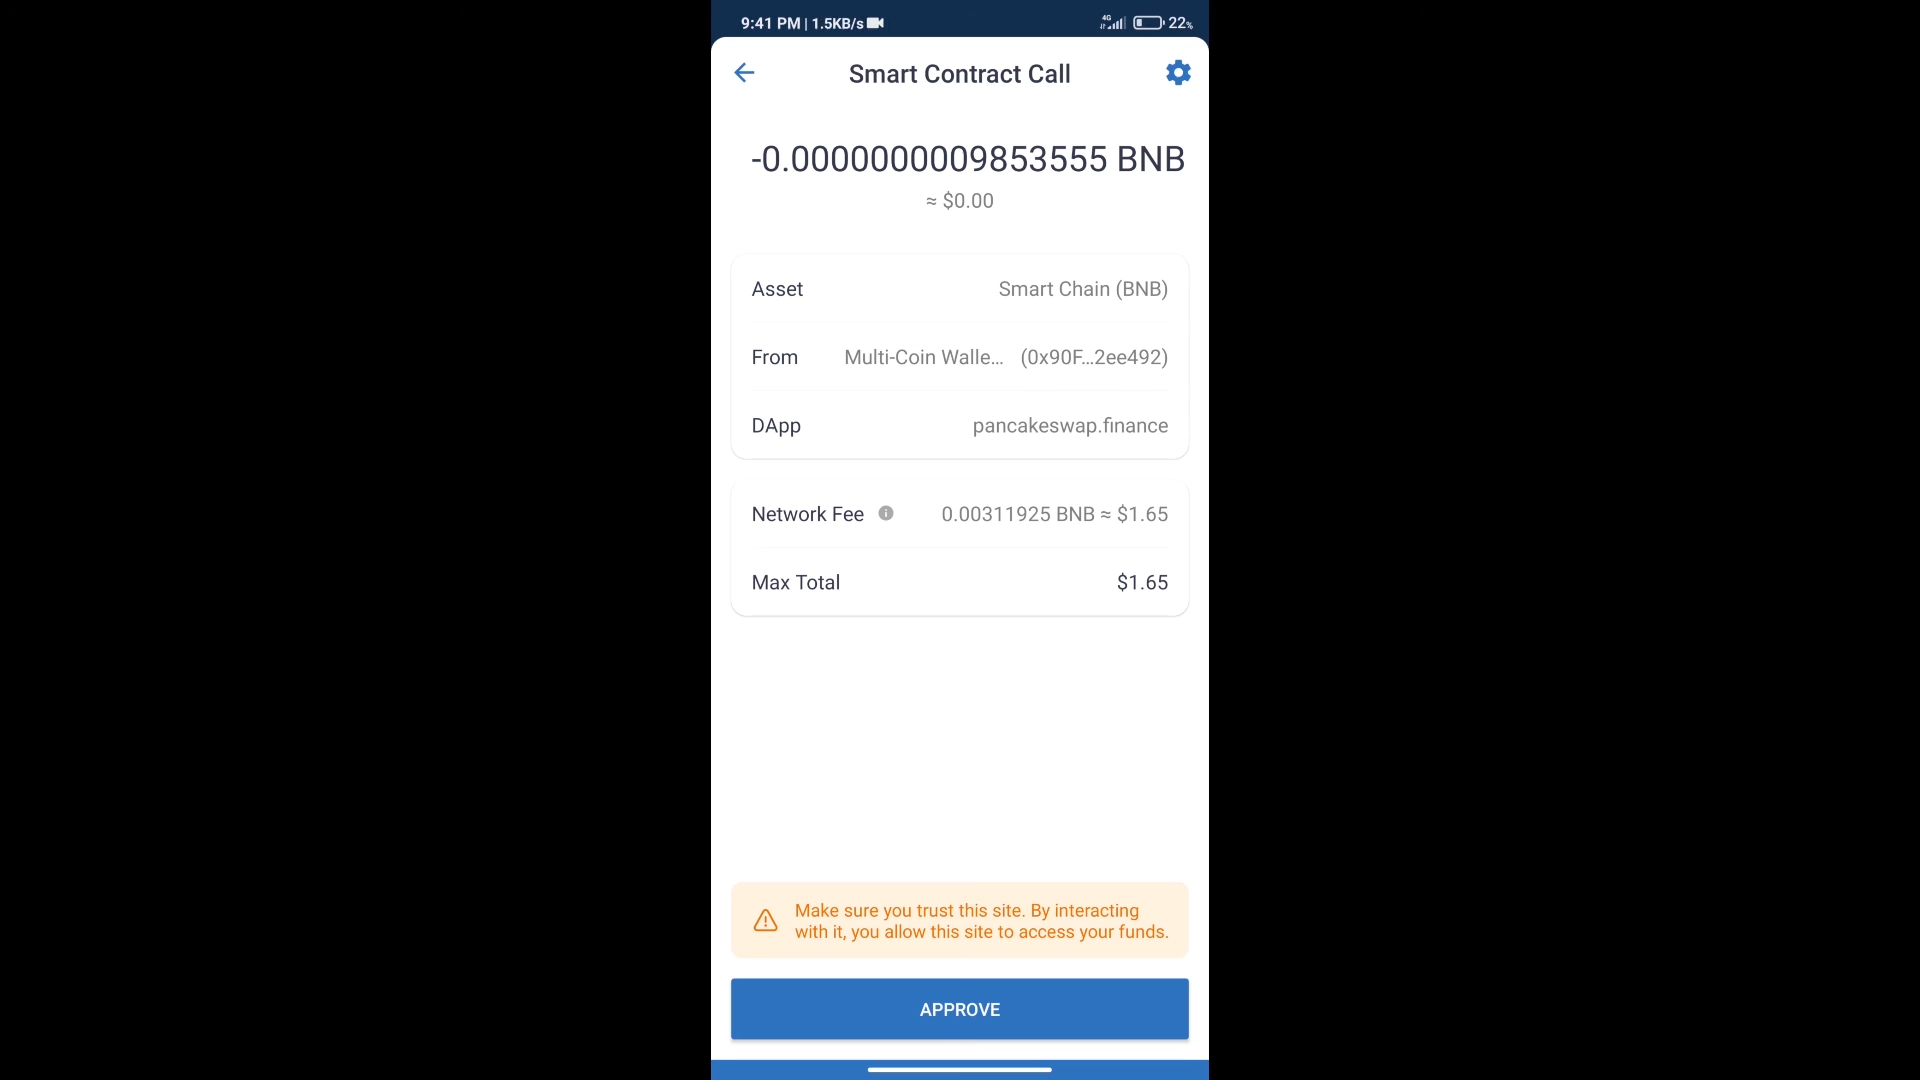 9:41 PM | 1.5KB/s 4G 22%
Smart Contract Call
-0.0000000009853555 BNB
≈ $0.00
Asset Smart Chain (BNB)
From Multi-Coin Walle... (0x90F...2ee492)
DApp pancakeswap.finance
Network Fee 0.00311925 BNB ≈ $1.65
Max Total $1.65
Make sure you trust this site. By interacting
with it, you allow this site to access your funds.
APPROVE